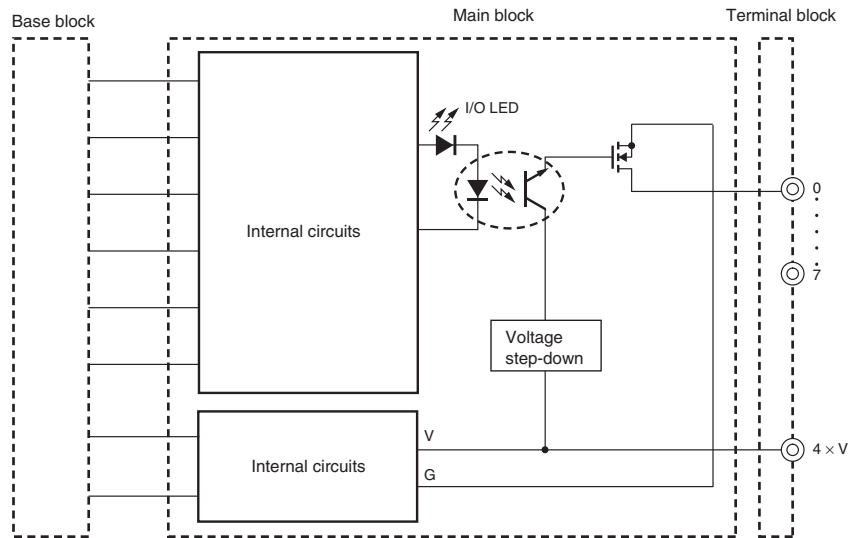 Base block
Main block
Terminal block
I/O LED
Internal circuits
0
7
Voltage
step-down
Internal circuits
V
G
4 × V